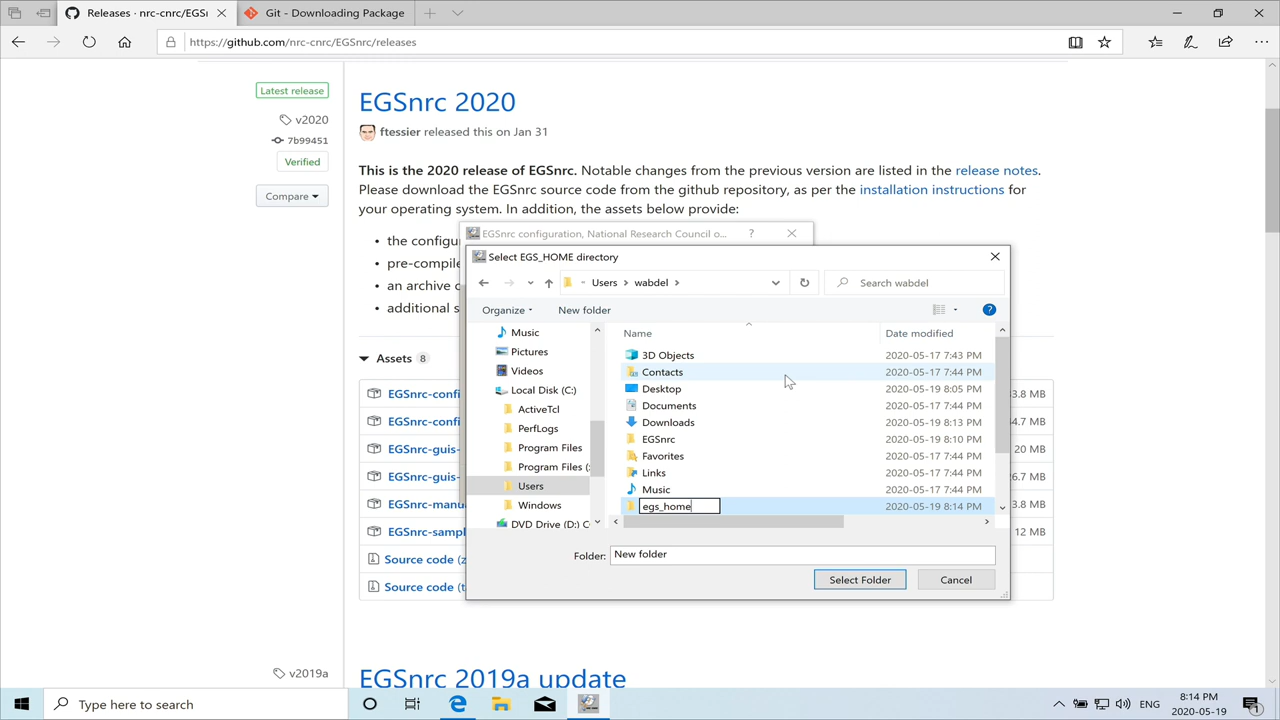 Releases · nrc-cnrc/EGSn
Git - Downloading Package
https://github.com/nrc-cnrc/EGSnrc/releases
Latest release
v2020
7b99451
Verified
Compare
EGSnrc 2020
ftessier released this on Jan 31
This is the 2020 release of EGSnrc. Notable changes from the previous version are listed in the release notes.
Please download the EGSnrc source code from the github repository, as per the installation instructions for
your operating system. In addition, the assets below provide:
• the configu
• pre-compile
• an archive
• additional s
Assets 8
EGSnrc-confi
EGSnrc-confi
EGSnrc-guis-
EGSnrc-guis-
EGSnrc-manu
EGSnrc-samp
Source code (z
Source code (t
3.8 MB
4.7 MB
20 MB
6.7 MB
3.8 MB
12 MB
EGSnrc configuration, National Research Council o... ?
Select EGS_HOME directory
Users > wabdel >
Search wabdel
Organize
New folder
?
Music
Pictures
Videos
Local Disk (C:)
ActiveTcl
PerfLogs
Program Files
Program Files (
Users
Windows
DVD Drive (D:) C
Name Date modified
3D Objects 2020-05-17 7:43 PM
Contacts 2020-05-17 7:44 PM
Desktop 2020-05-19 8:05 PM
Documents 2020-05-17 7:44 PM
Downloads 2020-05-19 8:13 PM
EGSnrc 2020-05-19 8:10 PM
Favorites 2020-05-17 7:44 PM
Links 2020-05-17 7:44 PM
Music 2020-05-17 7:44 PM
egs_home 2020-05-19 8:14 PM
Folder: New folder
Select Folder
Cancel
v2019a
EGSnrc 2019a update
Type here to search
ENG
8:14 PM
2020-05-19
1